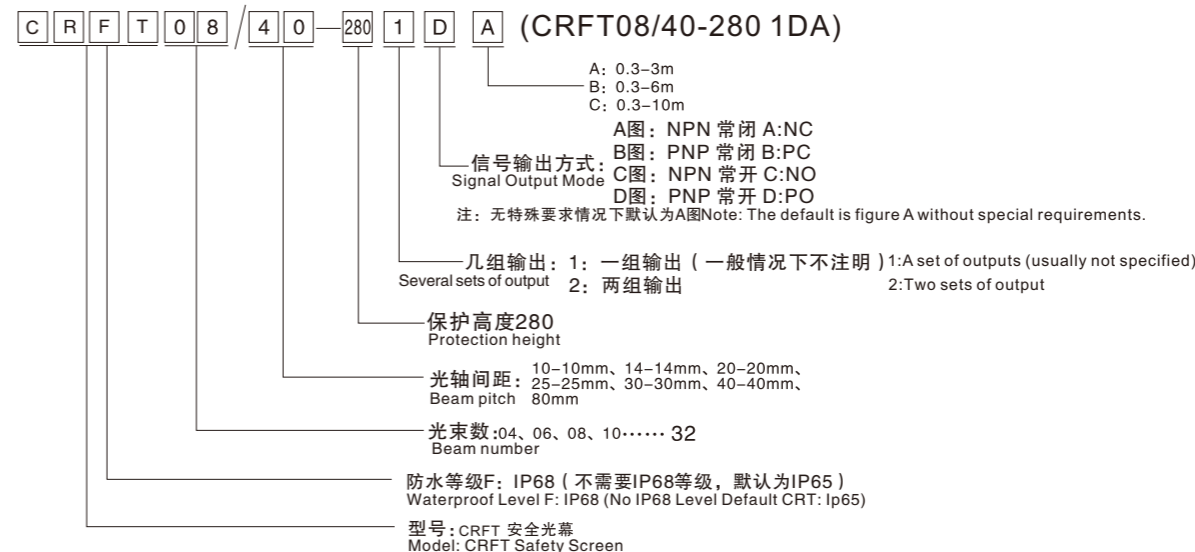 CRFT08/40-280 1 D A (CRFT08/40-280 1DA)
A: 0.3-3m
B: 0.3-6m
C: 0.3-10m
信号输出方式:
Signal Output Mode
A图: NPN 常闭 A:NC
B图: PNP 常闭 B:PC
C图: NPN 常开 C:NO
D图: PNP 常开 D:PO
注: 无特殊要求情况下默认为A图Note: The default is figure A without special requirements.
几组输出: 1: 一组输出 ( 一般情况下不注明 ) 1:A set of outputs (usually not specified)
Several sets of output 2: 两组输出 2:Two sets of output
保护高度280
Protection height
光轴间距: 10-10mm、14-14mm、20-20mm、
25-25mm、30-30mm、40-40mm、
Beam pitch 80mm
光束数:04、06、08、10…… 32
Beam number
防水等级F: IP68 ( 不需要IP68等级, 默认为IP65 )
Waterproof Level F: IP68 (No IP68 Level Default CRT: Ip65)
型号:CRFT 安全光幕
Model: CRFT Safety Screen